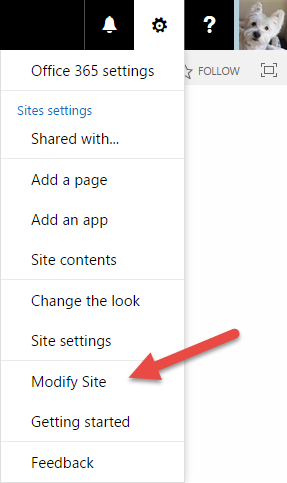 ?
Office 365 settings
FOLLOW
Sites settings
Shared with...
Add a page
Add an app
Site contents
Change the look
Site settings
Modify Site
Getting started
Feedback